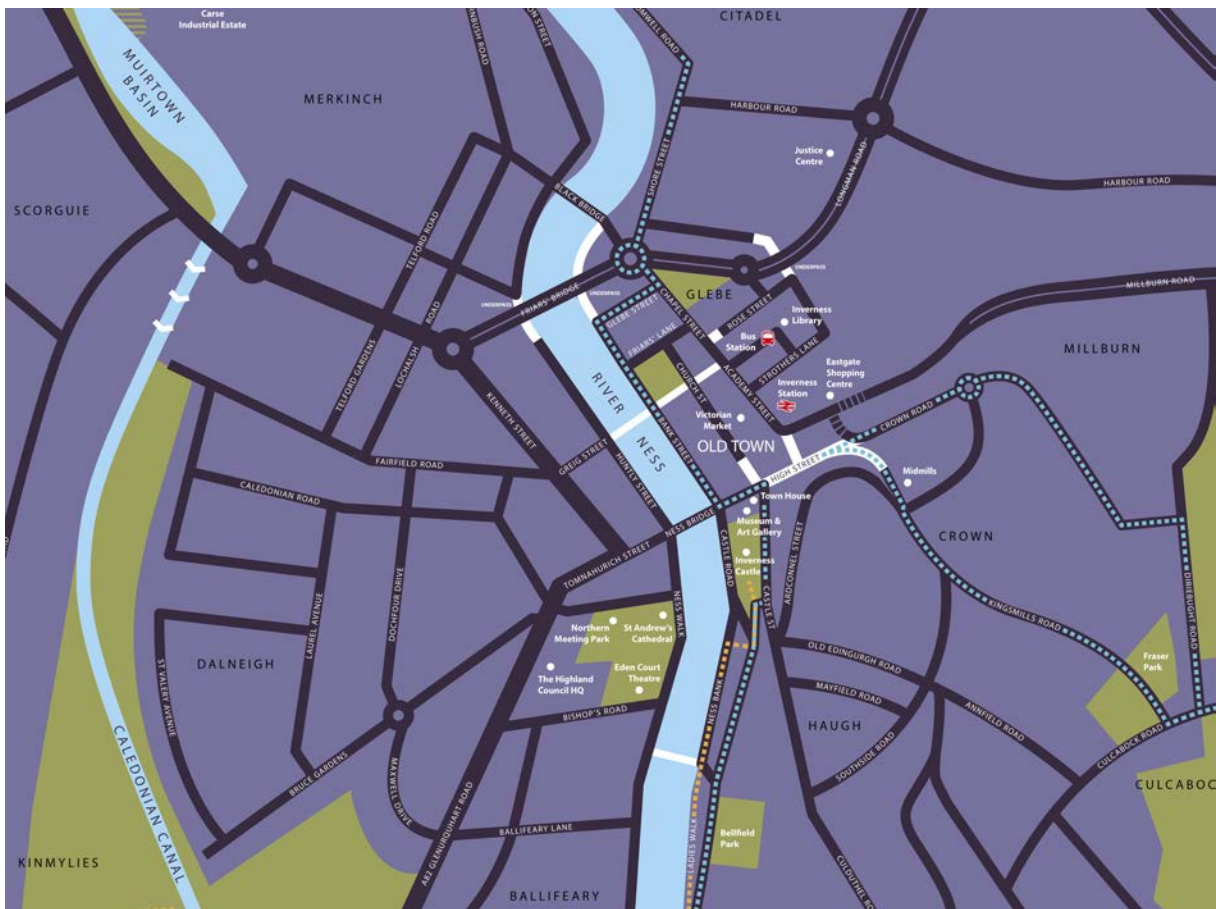 Carse
Industrial Estate
CITADEL
MUIRTOWN
BASIN
MERKINCH
HARBOUR ROAD
LONGMAN ROAD
Justice
Centre
HARBOUR ROAD
SHORE STREET
SCORGUIE
BLACK BRIDGE
TELFORD ROAD
UNDERPASS
MILLBURN ROAD
UNDERPASS
UNDERPASS
FRIARS' BRIDGE
GLEBE
GLEBE STREET
CHAPEL STREET
ROSE STREET
Inverness
Library
TELFORD GARDENS
LOCHALSH ROAD
FRIARS' LANE
Bus
Station
STROTHERS LANE
MILLBURN
Eastgate
Shopping
Centre
RIVER
NESS
CHURCH ST
ACADEMY STREET
Inverness
Station
KENNETH STREET
Victorian
Market
BANK STREET
OLD TOWN
CROWN ROAD
GREIG STREET
HUNTLY STREET
FAIRFIELD ROAD
HIGH STREET
Midmills
CALEDONIAN ROAD
Town House
NESS BRIDGE
Museum &
Art Gallery
CROWN
TOMNAHURICH STREET
CASTLE ROAD
Inverness
Castle
ARDCONNEL STREET
CASTLE ST
DIRIEBUGHT ROAD
KINGSMILLS ROAD
LAUREL AVENUE
DOCHFOUR DRIVE
NESS WALK
Northern
Meeting Park
St Andrew's
Cathedral
DALNEIGH
OLD EDINGURGH ROAD
Fraser
Park
The Highland
Council HQ
Eden Court
Theatre
ST VALERY AVENUE
NESS BANK
MAYFIELD ROAD
ANNFIELD ROAD
BISHOP'S ROAD
HAUGH
CULCABOCK ROAD
SOUTHSIDE ROAD
CALEDONIAN CANAL
BRUCE GARDENS
MAXWELL DRIVE
CULCABOC
A82 GLENURQUHART ROAD
BALLIFEARY LANE
Bellfield
Park
LADIES WALK
KINMYLIES
CULDUTHEL RO
BALLIFEARY